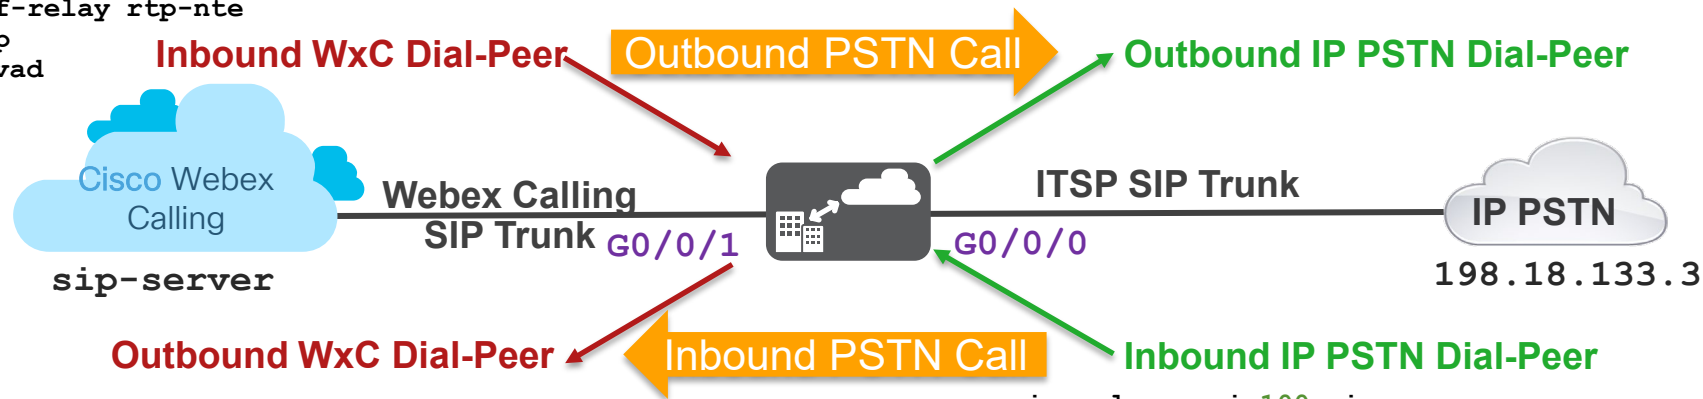 f-relay rtp-nte
vad
Inbound WxC Dial-Peer
Outbound PSTN Call
Outbound IP PSTN Dial-Peer
Cisco Webex
Calling
Webex Calling
SIP Trunk
G0/0/1
G0/0/0
ITSP SIP Trunk
IP PSTN
sip-server
198.18.133.3
Outbound WxC Dial-Peer
Inbound PSTN Call
Inbound IP PSTN Dial-Peer